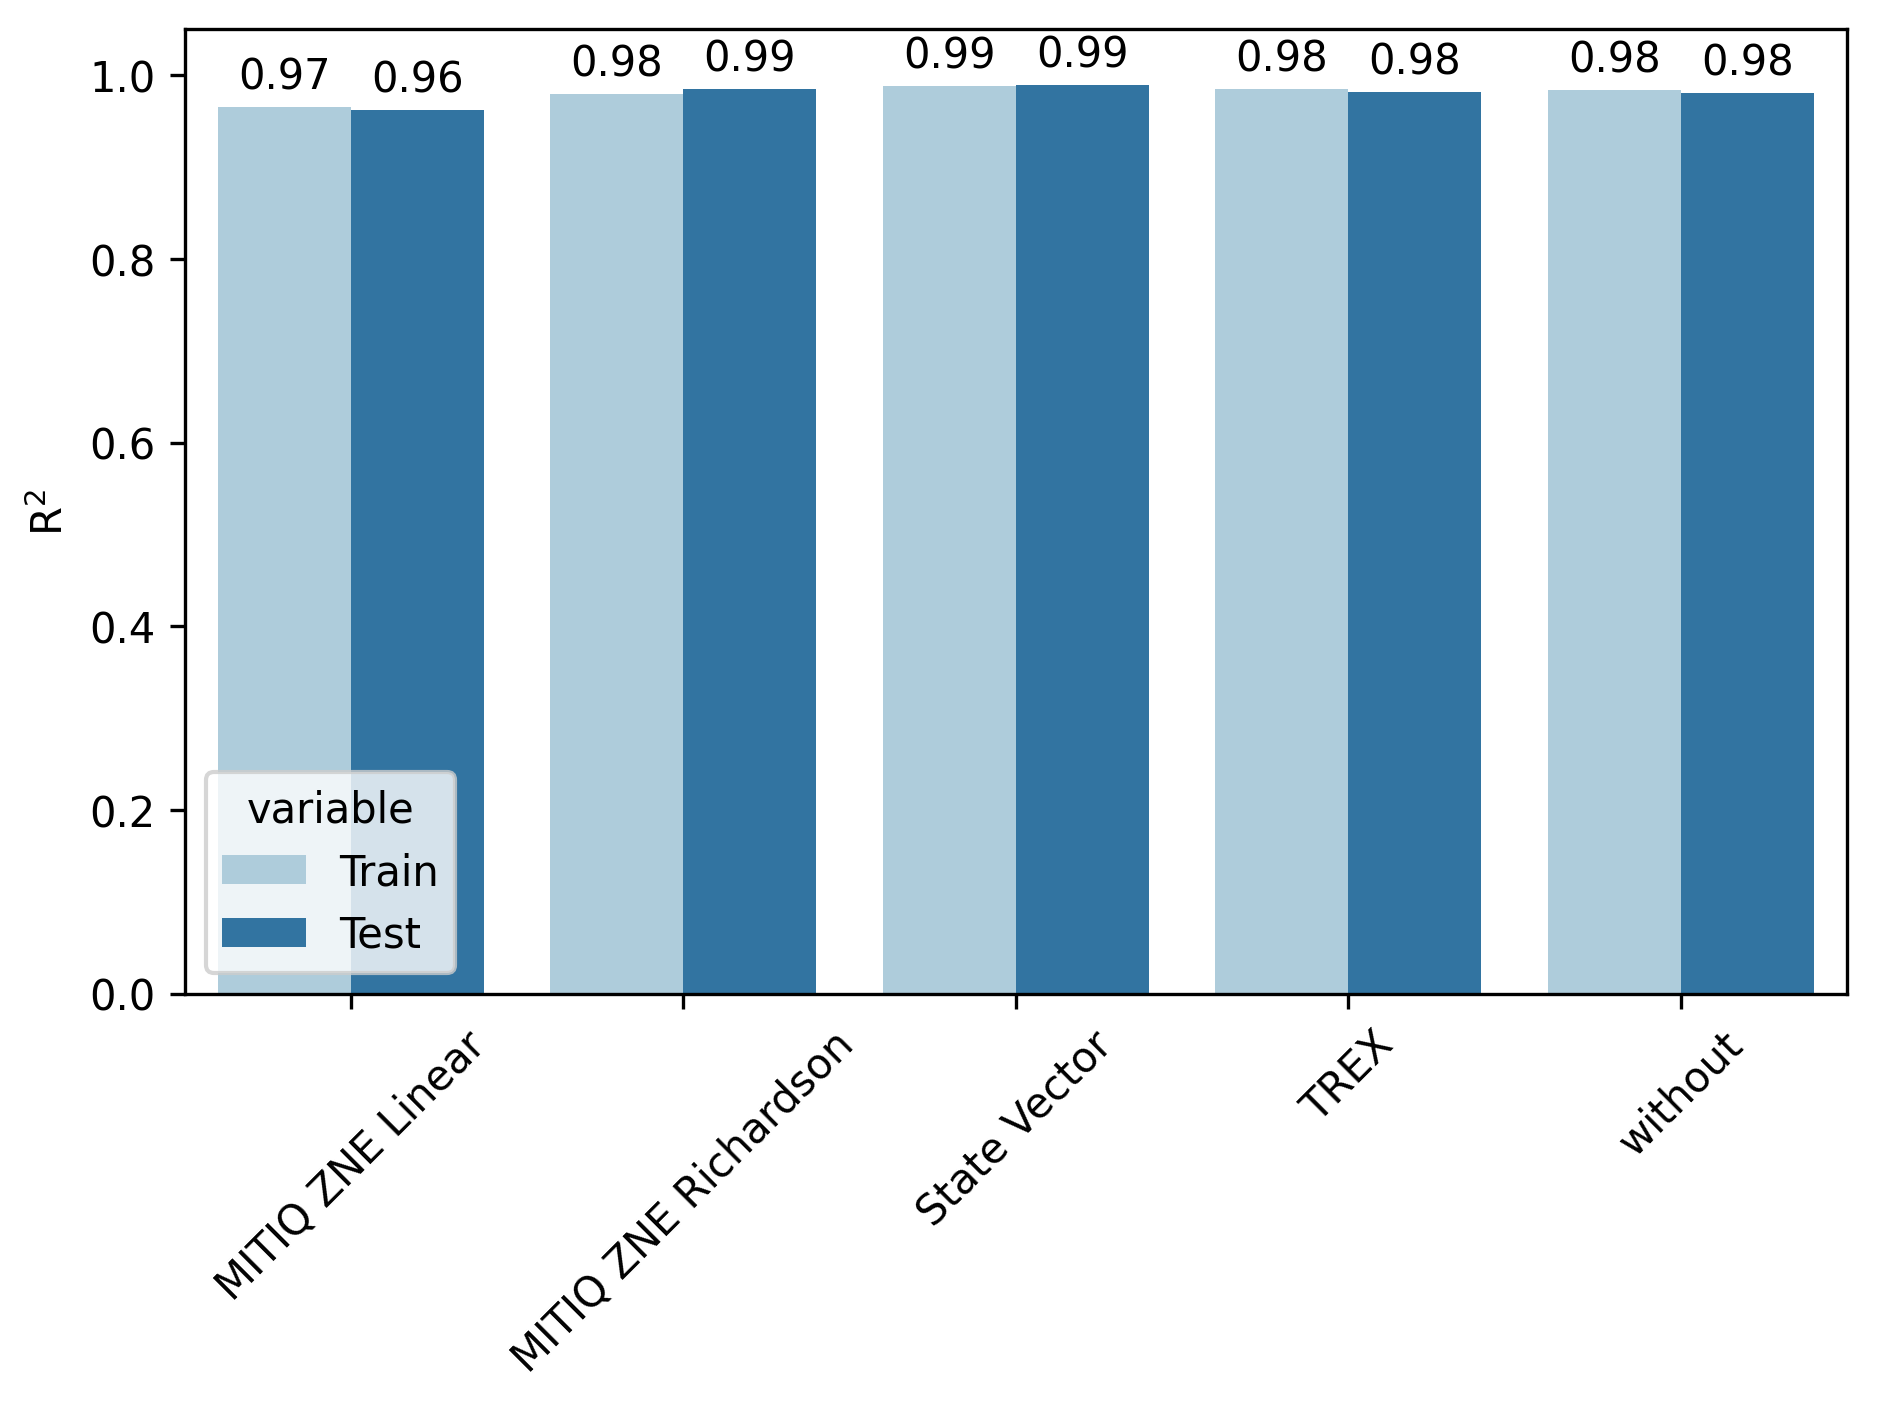 0.97 0.96 0.98 0.99 0.99 0.99 0.98 0.98 0.98 0.98
1.0
0.8
0.6
0.4
0.2
0.0
R²
variable
Train
Test
MITIQ ZNE Linear
MITIQ ZNE Richardson
State Vector
TREX
without